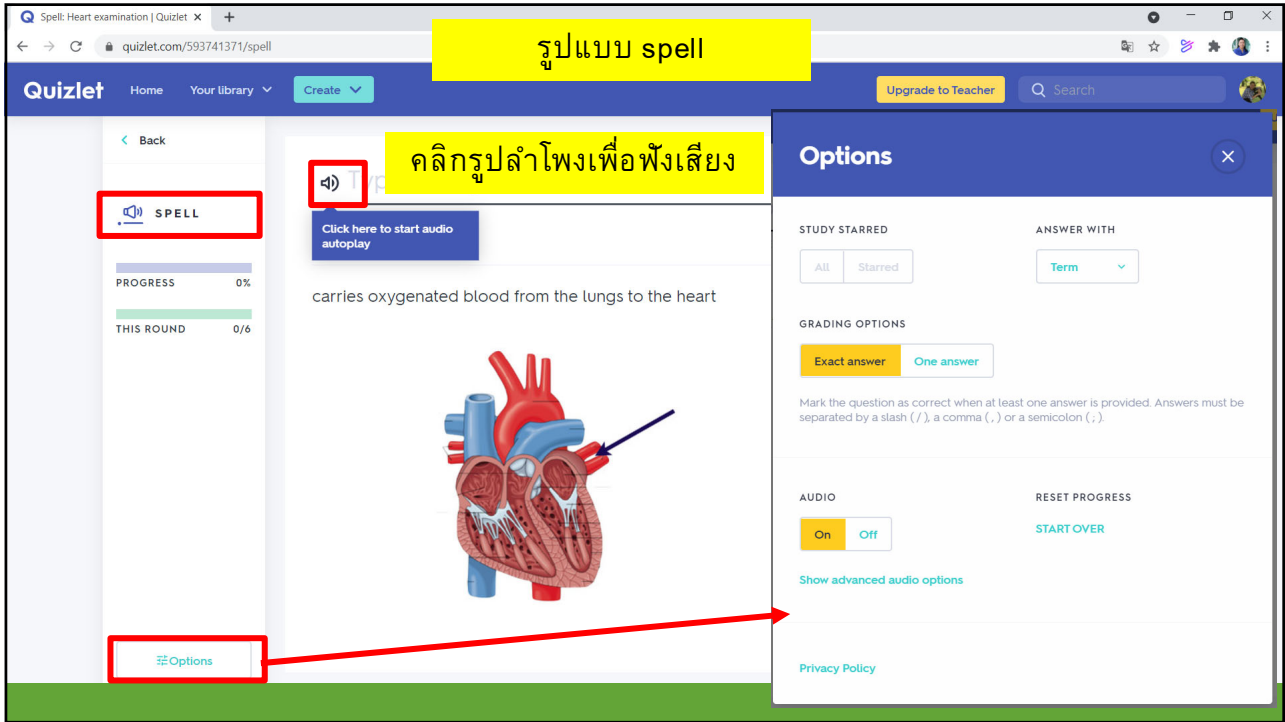 Spell: Heart examination | Quizlet
quizlet.com/593741371/spell
รูปแบบ spell
Quizlet Home Your library Create Upgrade to Teacher Search
Back
SPELL
PROGRESS 0%
THIS ROUND 0/6
Options
คลิกรูปลำโพงเพื่อฟังเสียง
Typ
Click here to start audio
autoplay
carries oxygenated blood from the lungs to the heart
Options
STUDY STARRED ANSWER WITH
All Starred Term
GRADING OPTIONS
Exact answer One answer
Mark the question as correct when at least one answer is provided. Answers must be
separated by a slash ( / ), a comma ( , ) or a semicolon ( ; ).
AUDIO RESET PROGRESS
On Off START OVER
Show advanced audio options
Privacy Policy